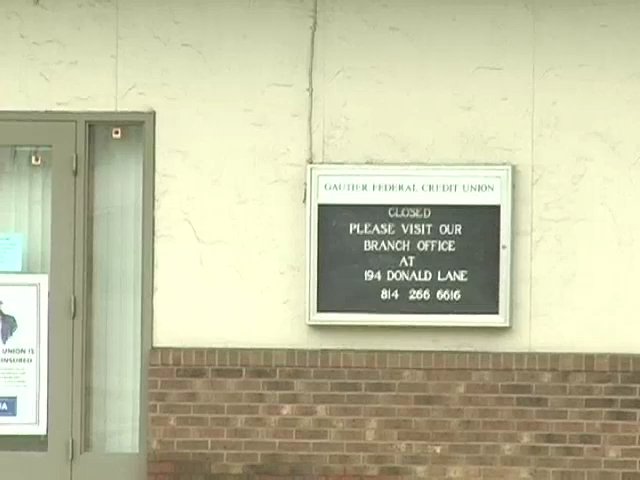 GAUTIER FEDERAL CREDIT UNION
CLOSED
PLEASE VISIT OUR
BRANCH OFFICE
AT
194 DONALD LANE
814 266 6616
UNION IS
INSURED
UA